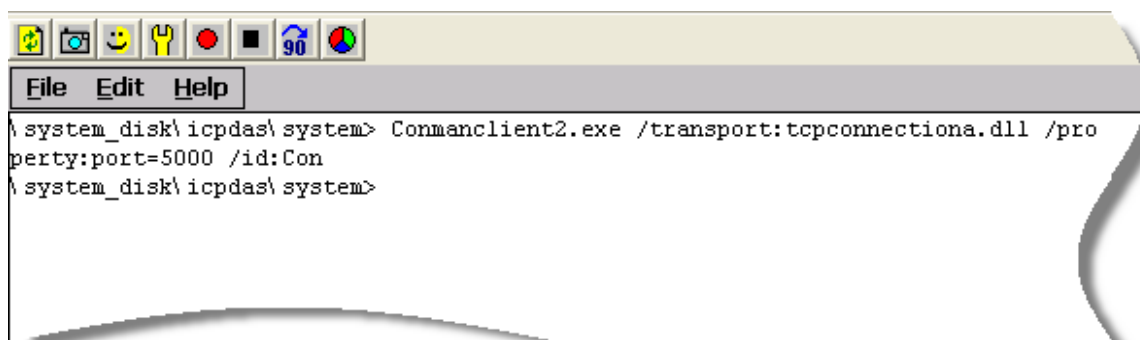 90
File Edit Help
\system_disk\icpdas\system> Conmanclient2.exe /transport:tcpconnectiona.dll /pro
perty:port=5000 /id:Con
\system_disk\icpdas\system>